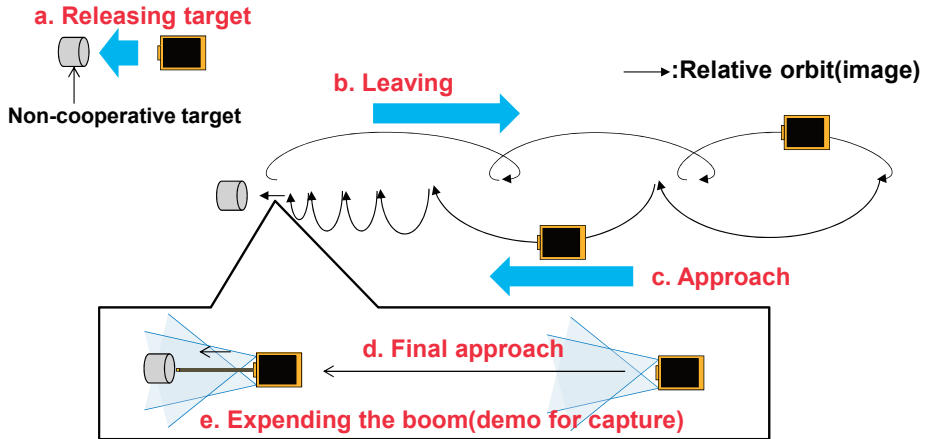 a. Releasing target
Non-cooperative target
:Relative orbit(image)
b. Leaving
c. Approach
d. Final approach
e. Expending the boom(demo for capture)